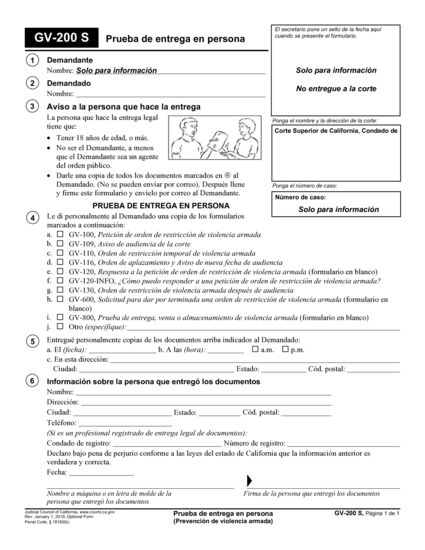 GV-200 S
Prueba de entrega en persona
El secretario pone un sello de la fecha aquí
cuando se presente el formulario.
Solo para información
No entregue a la corte
1
Demandante
Nombre: Solo para información
2
Demandado
Nombre:
3
Aviso a la persona que hace la entrega
La persona que hace la entrega legal
tiene que:
• Tener 18 años de edad, o más.
• No ser el Demandante, a menos
que el Demandante sea un agente
del orden público.
• Darle una copia de todos los documentos marcados en ④ al
Demandado. (No se pueden enviar por correo). Después llene
y firme este formulario y envíelo por correo al Demandante.
Ponga el nombre y la dirección de la corte:
Corte Superior de California, Condado de
Ponga el número de caso:
Número de caso:
Solo para información
PRUEBA DE ENTREGA EN PERSONA
4
Le di personalmente al Demandado una copia de los formularios
marcados a continuación:
a. ☐ GV-100, Petición de orden de restricción de violencia armada
b. ☐ GV-109, Aviso de audiencia de la corte
c. ☐ GV-110, Orden de restricción temporal de violencia armada
d. ☐ GV-116, Orden de aplazamiento y Aviso de nueva fecha de audiencia
e. ☐ GV-120, Respuesta a la petición de orden de restricción de violencia armada (formulario en blanco)
f. ☐ GV-120-INFO, ¿Cómo puedo responder a una petición de orden de restricción de violencia armada?
g. ☐ GV-130, Orden de restricción de violencia armada después de audiencia
h. ☐ GV-600, Solicitud para dar por terminada una orden de restricción de violencia armada (formulario en
blanco)
i. ☐ GV-800, Prueba de entrega, venta o almacenamiento de violencia armada (formulario en blanco)
j. ☐ Otro (especifique):
5
Entregué personalmente copias de los documentos arriba indicados al Demandado:
a. El (fecha): b. A las (hora): ☐ a.m. ☐ p.m.
c. En esta dirección:
Ciudad: Estado: Cód. postal:
6
Información sobre la persona que entregó los documentos
Nombre:
Dirección:
Ciudad: Estado: Cód. postal:
Teléfono:
(Si es un profesional registrado de entrega legal de documentos):
Condado de registro: Número de registro:
Declaro bajo pena de perjurio conforme a las leyes del estado de California que la información anterior es
verdadera y correcta.
Fecha:
Nombre a máquina o en letra de molde de la
persona que entregó los documentos
Firma de la persona que entregó los documentos
Judicial Council of California, www.courts.ca.gov
Rev. January 1, 2019, Optional Form
Penal Code, § 18160(b)
Prueba de entrega en persona
(Prevención de violencia armada)
GV-200 S, Página 1 de 1